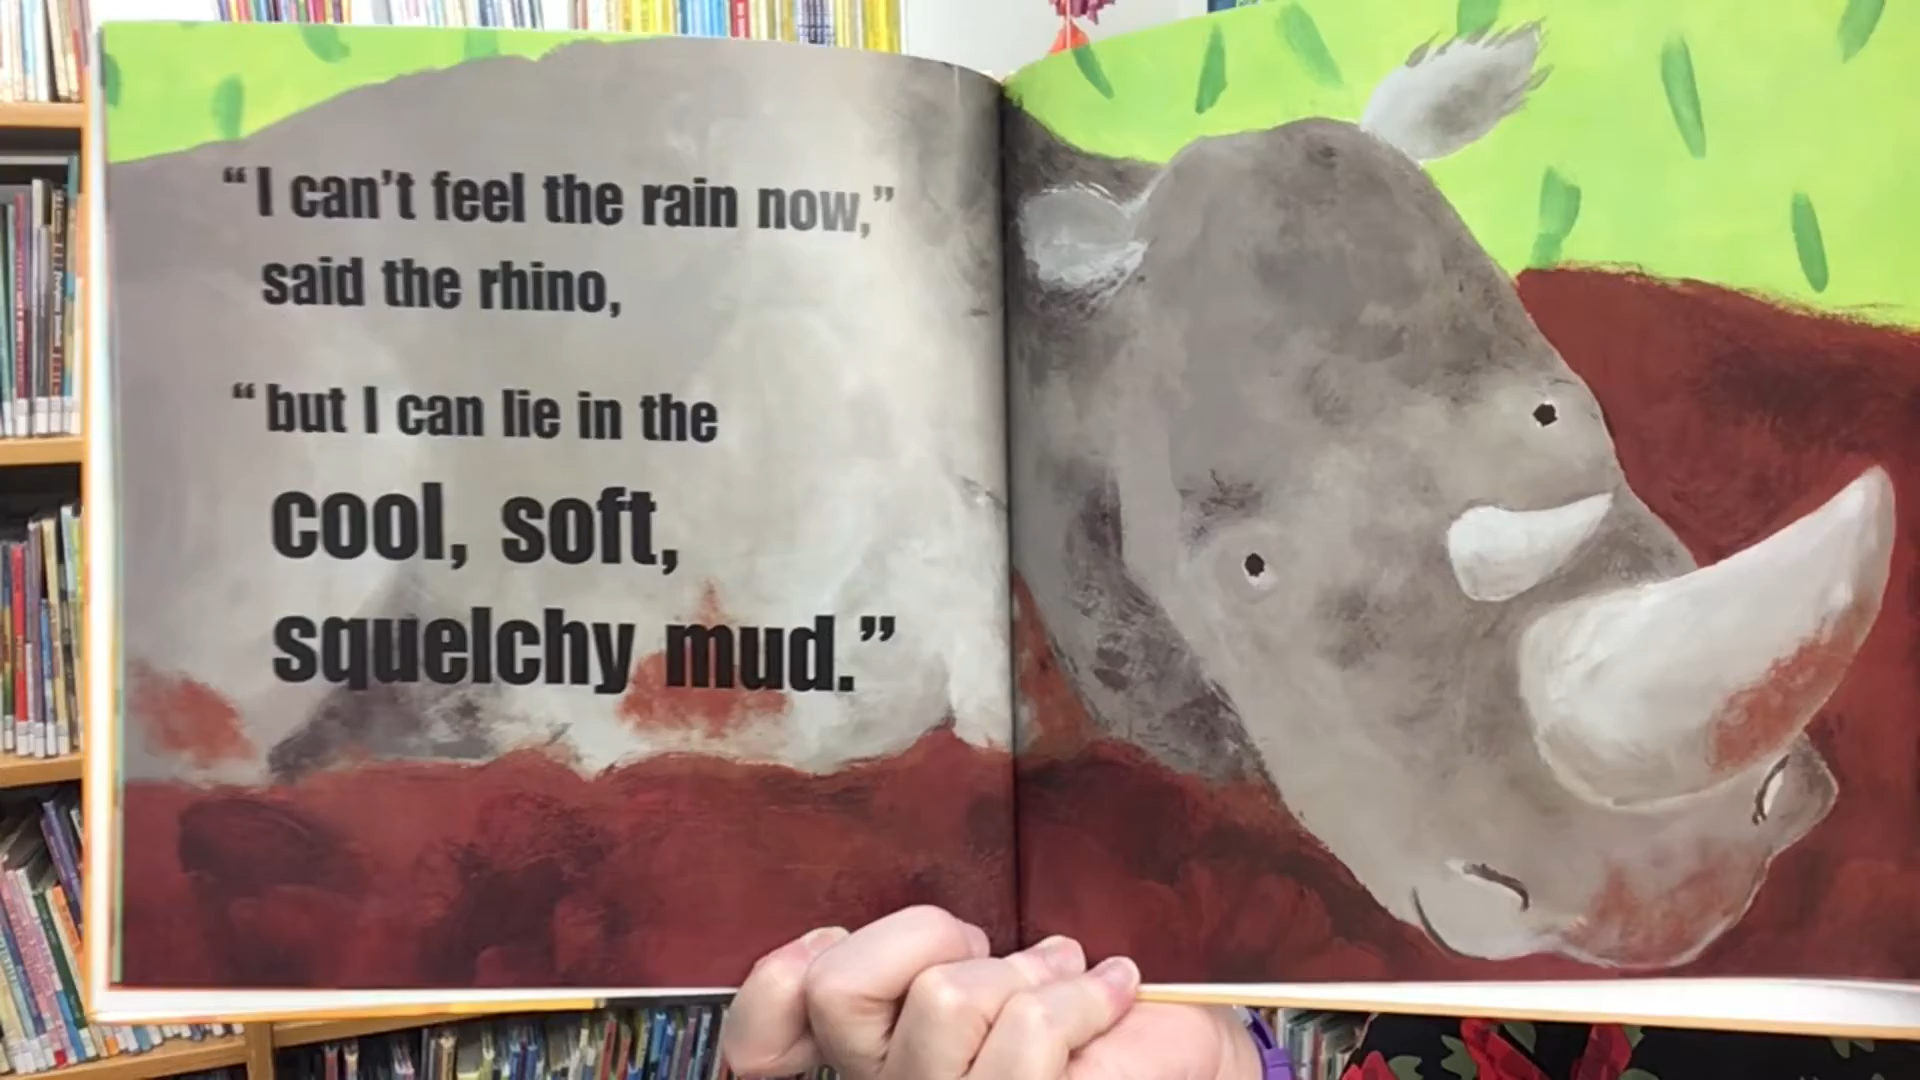 “I can’t feel the rain now,”
said the rhino,
“but I can lie in the
cool, soft,
squelchy mud.”